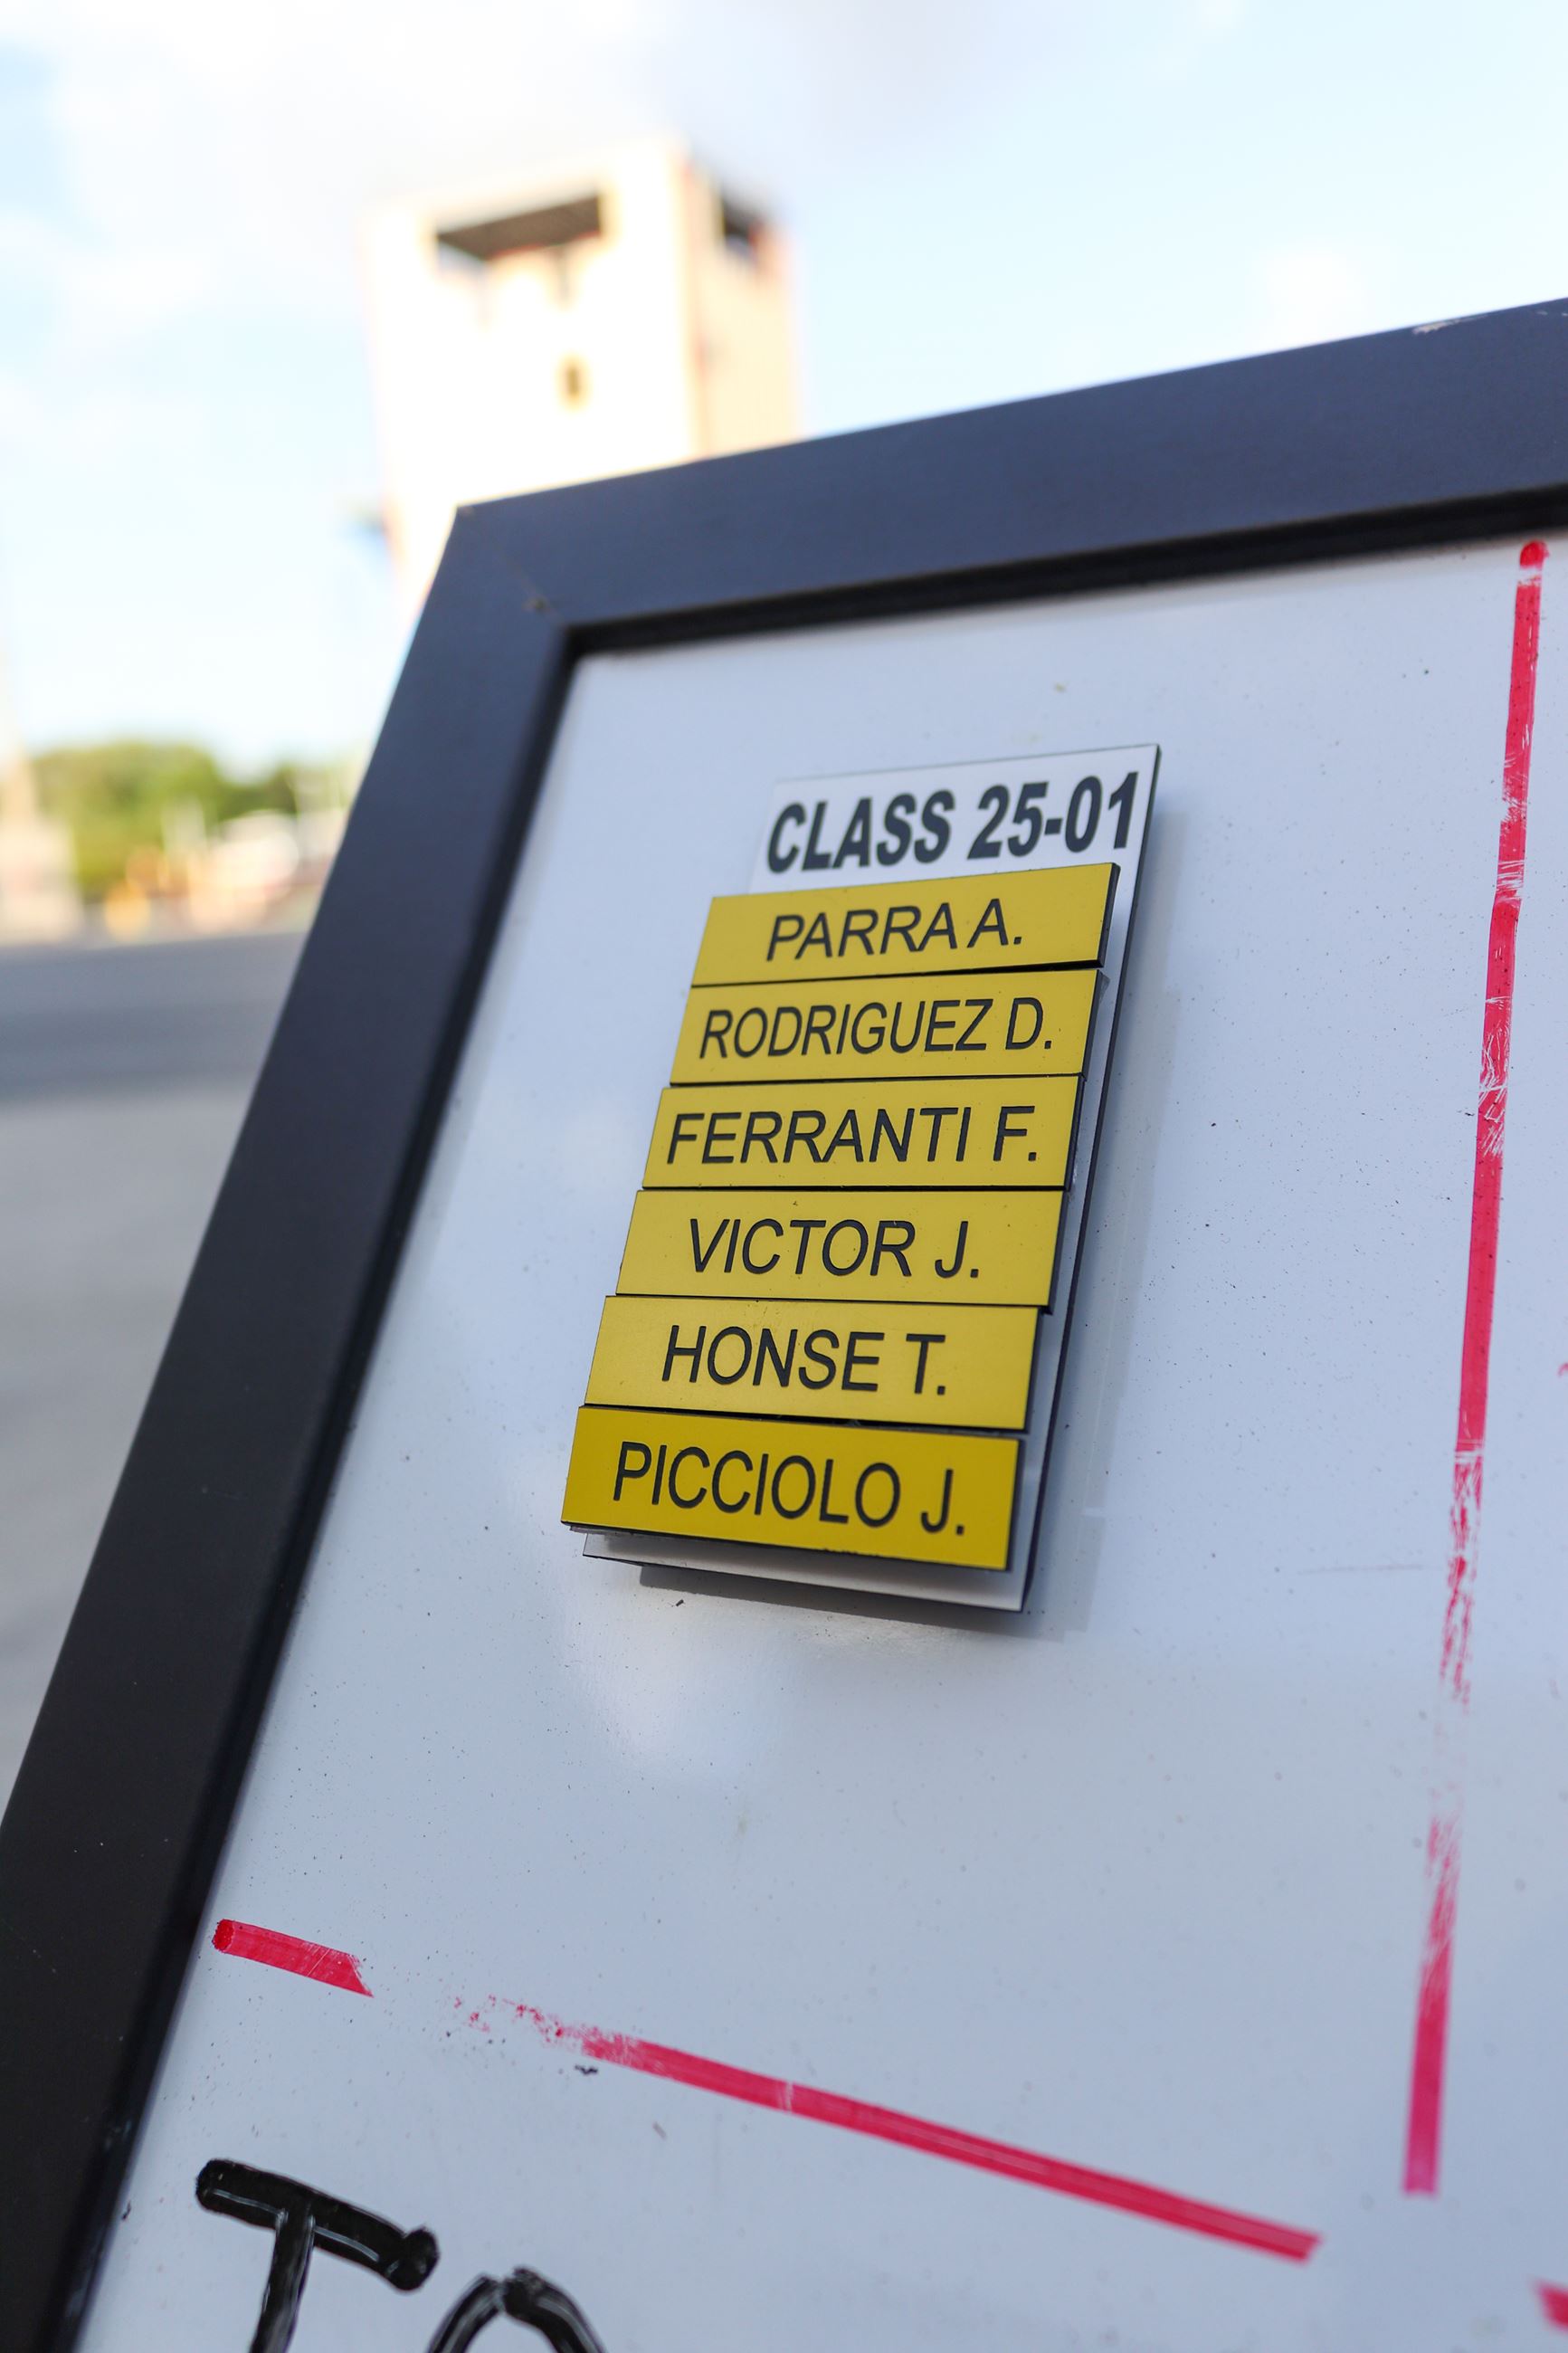 CLASS 25-01
PARRA A.
RODRIGUEZ D.
FERRANTI F.
VICTOR J.
HONSE T.
PICCIOLO J.